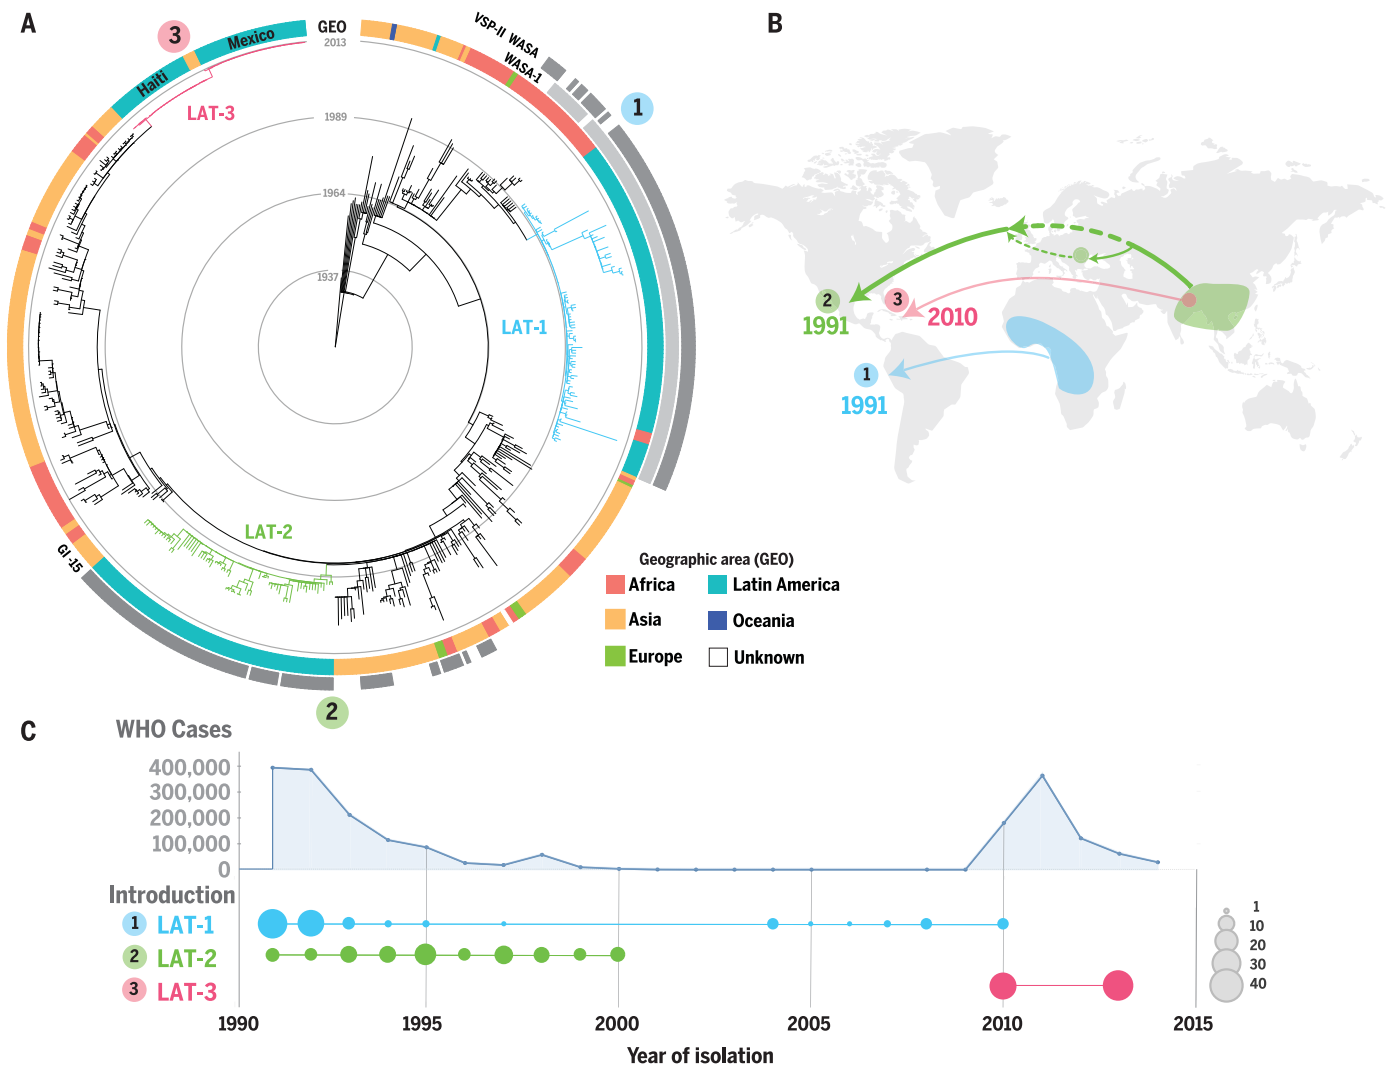 A
3
Mexico
GEO
2013
VSP-II WASA
WASA-1
1
Haiti
LAT-3
1989
1964
1937
LAT-1
LAT-2
GI-15
2
Geographic area (GEO)
Africa
Latin America
Asia
Oceania
Europe
Unknown
B
2
1991
3
2010
1
1991
C
WHO Cases
400,000
300,000
200,000
100,000
0
Introduction
1 LAT-1
2 LAT-2
3 LAT-3
1
10
20
30
40
1990 1995 2000 2005 2010 2015
Year of isolation